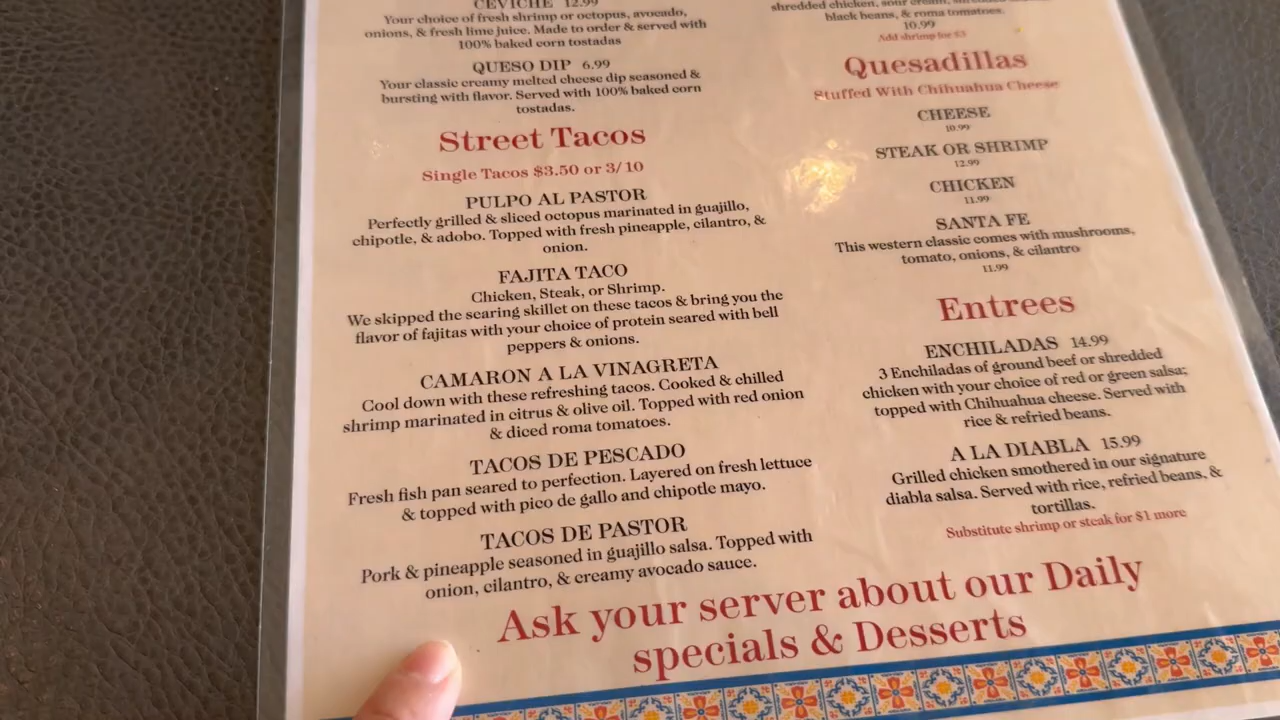 CEVICHE 12.99
Your choice of fresh shrimp or octopus, avocado,
onions, & fresh lime juice. Made to order & served with
100% baked corn tostadas
QUESO DIP 6.99
Your classic creamy melted cheese dip seasoned &
bursting with flavor. Served with 100% baked corn
tostadas.
Street Tacos
Single Tacos $3.50 or 3/10
PULPO AL PASTOR
Perfectly grilled & sliced octopus marinated in guajillo,
chipotle, & adobo. Topped with fresh pineapple, cilantro, &
onion.
FAJITA TACO
Chicken, Steak, or Shrimp.
We skipped the scaring skillet on these tacos & bring you the
flavor of fajitas with your choice of protein seared with bell
peppers & onions.
CAMARON A LA VINAGRETA
Cool down with these refreshing tacos. Cooked & chilled
shrimp marinated in citrus & olive oil. Topped with red onion
& diced roma tomatoes.
TACOS DE PESCADO
Fresh fish pan seared to perfection. Layered on fresh lettuce
& topped with pico de gallo and chipotle mayo.
TACOS DE PASTOR
Pork & pineapple seasoned in guajillo salsa. Topped with
onion, cilantro, & creamy avocado sauce.
shredded chicken, sour cream, shredded
black beans, & roma tomatoes.
10.99
Add shrimp for $3
Quesadillas
Stuffed With Chihuahua Cheese
CHEESE
10.99
STEAK OR SHRIMP
12.99
CHICKEN
11.99
SANTA FE
This western classic comes with mushrooms,
tomato, onions, & cilantro
11.99
Entrees
ENCHILADAS 14.99
3 Enchiladas of ground beef or shredded
chicken with your choice of red or green salsa;
topped with Chihuahua cheese. Served with
rice & refried beans.
A LA DIABLA 15.99
Grilled chicken smothered in our signature
diabla salsa. Served with rice, refried beans, &
tortillas.
Substitute shrimp or steak for $1 more
Ask your server about our Daily
specials & Desserts